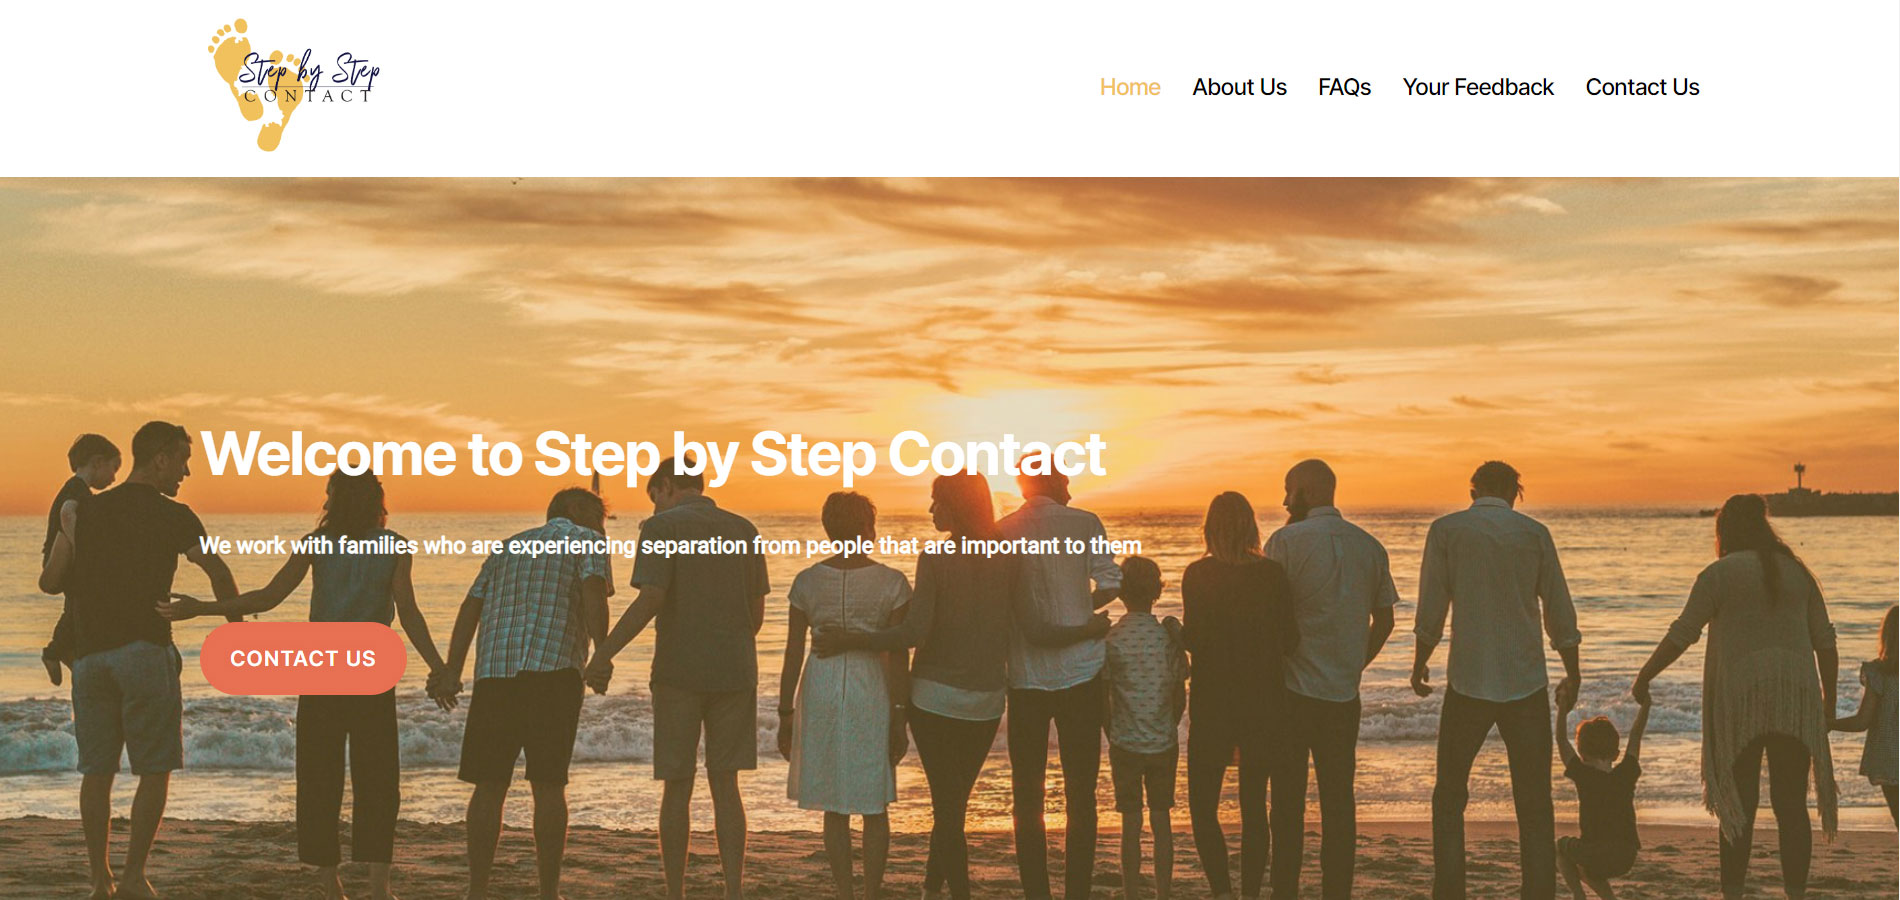 Step by Step
CONTACT
Home About Us FAQs Your Feedback Contact Us
Welcome to Step by Step Contact
We work with families who are experiencing separation from people that are important to them
CONTACT US